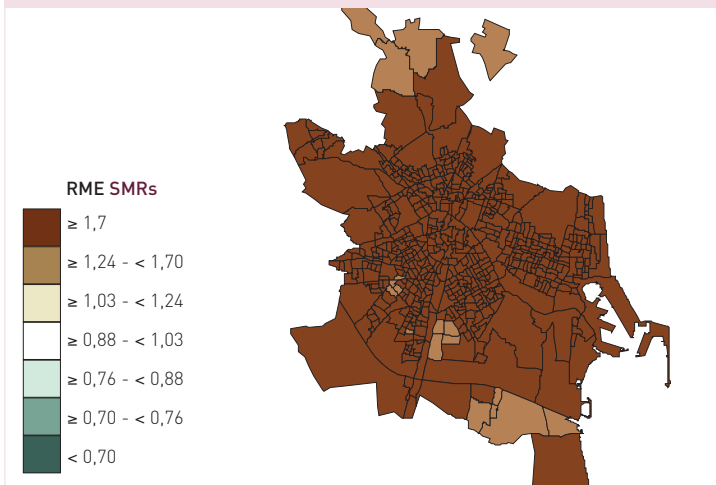 RME SMRs
≥ 1,7
≥ 1,24 - < 1,70
≥ 1,03 - < 1,24
≥ 0,88 - < 1,03
≥ 0,76 - < 0,88
≥ 0,70 - < 0,76
< 0,70